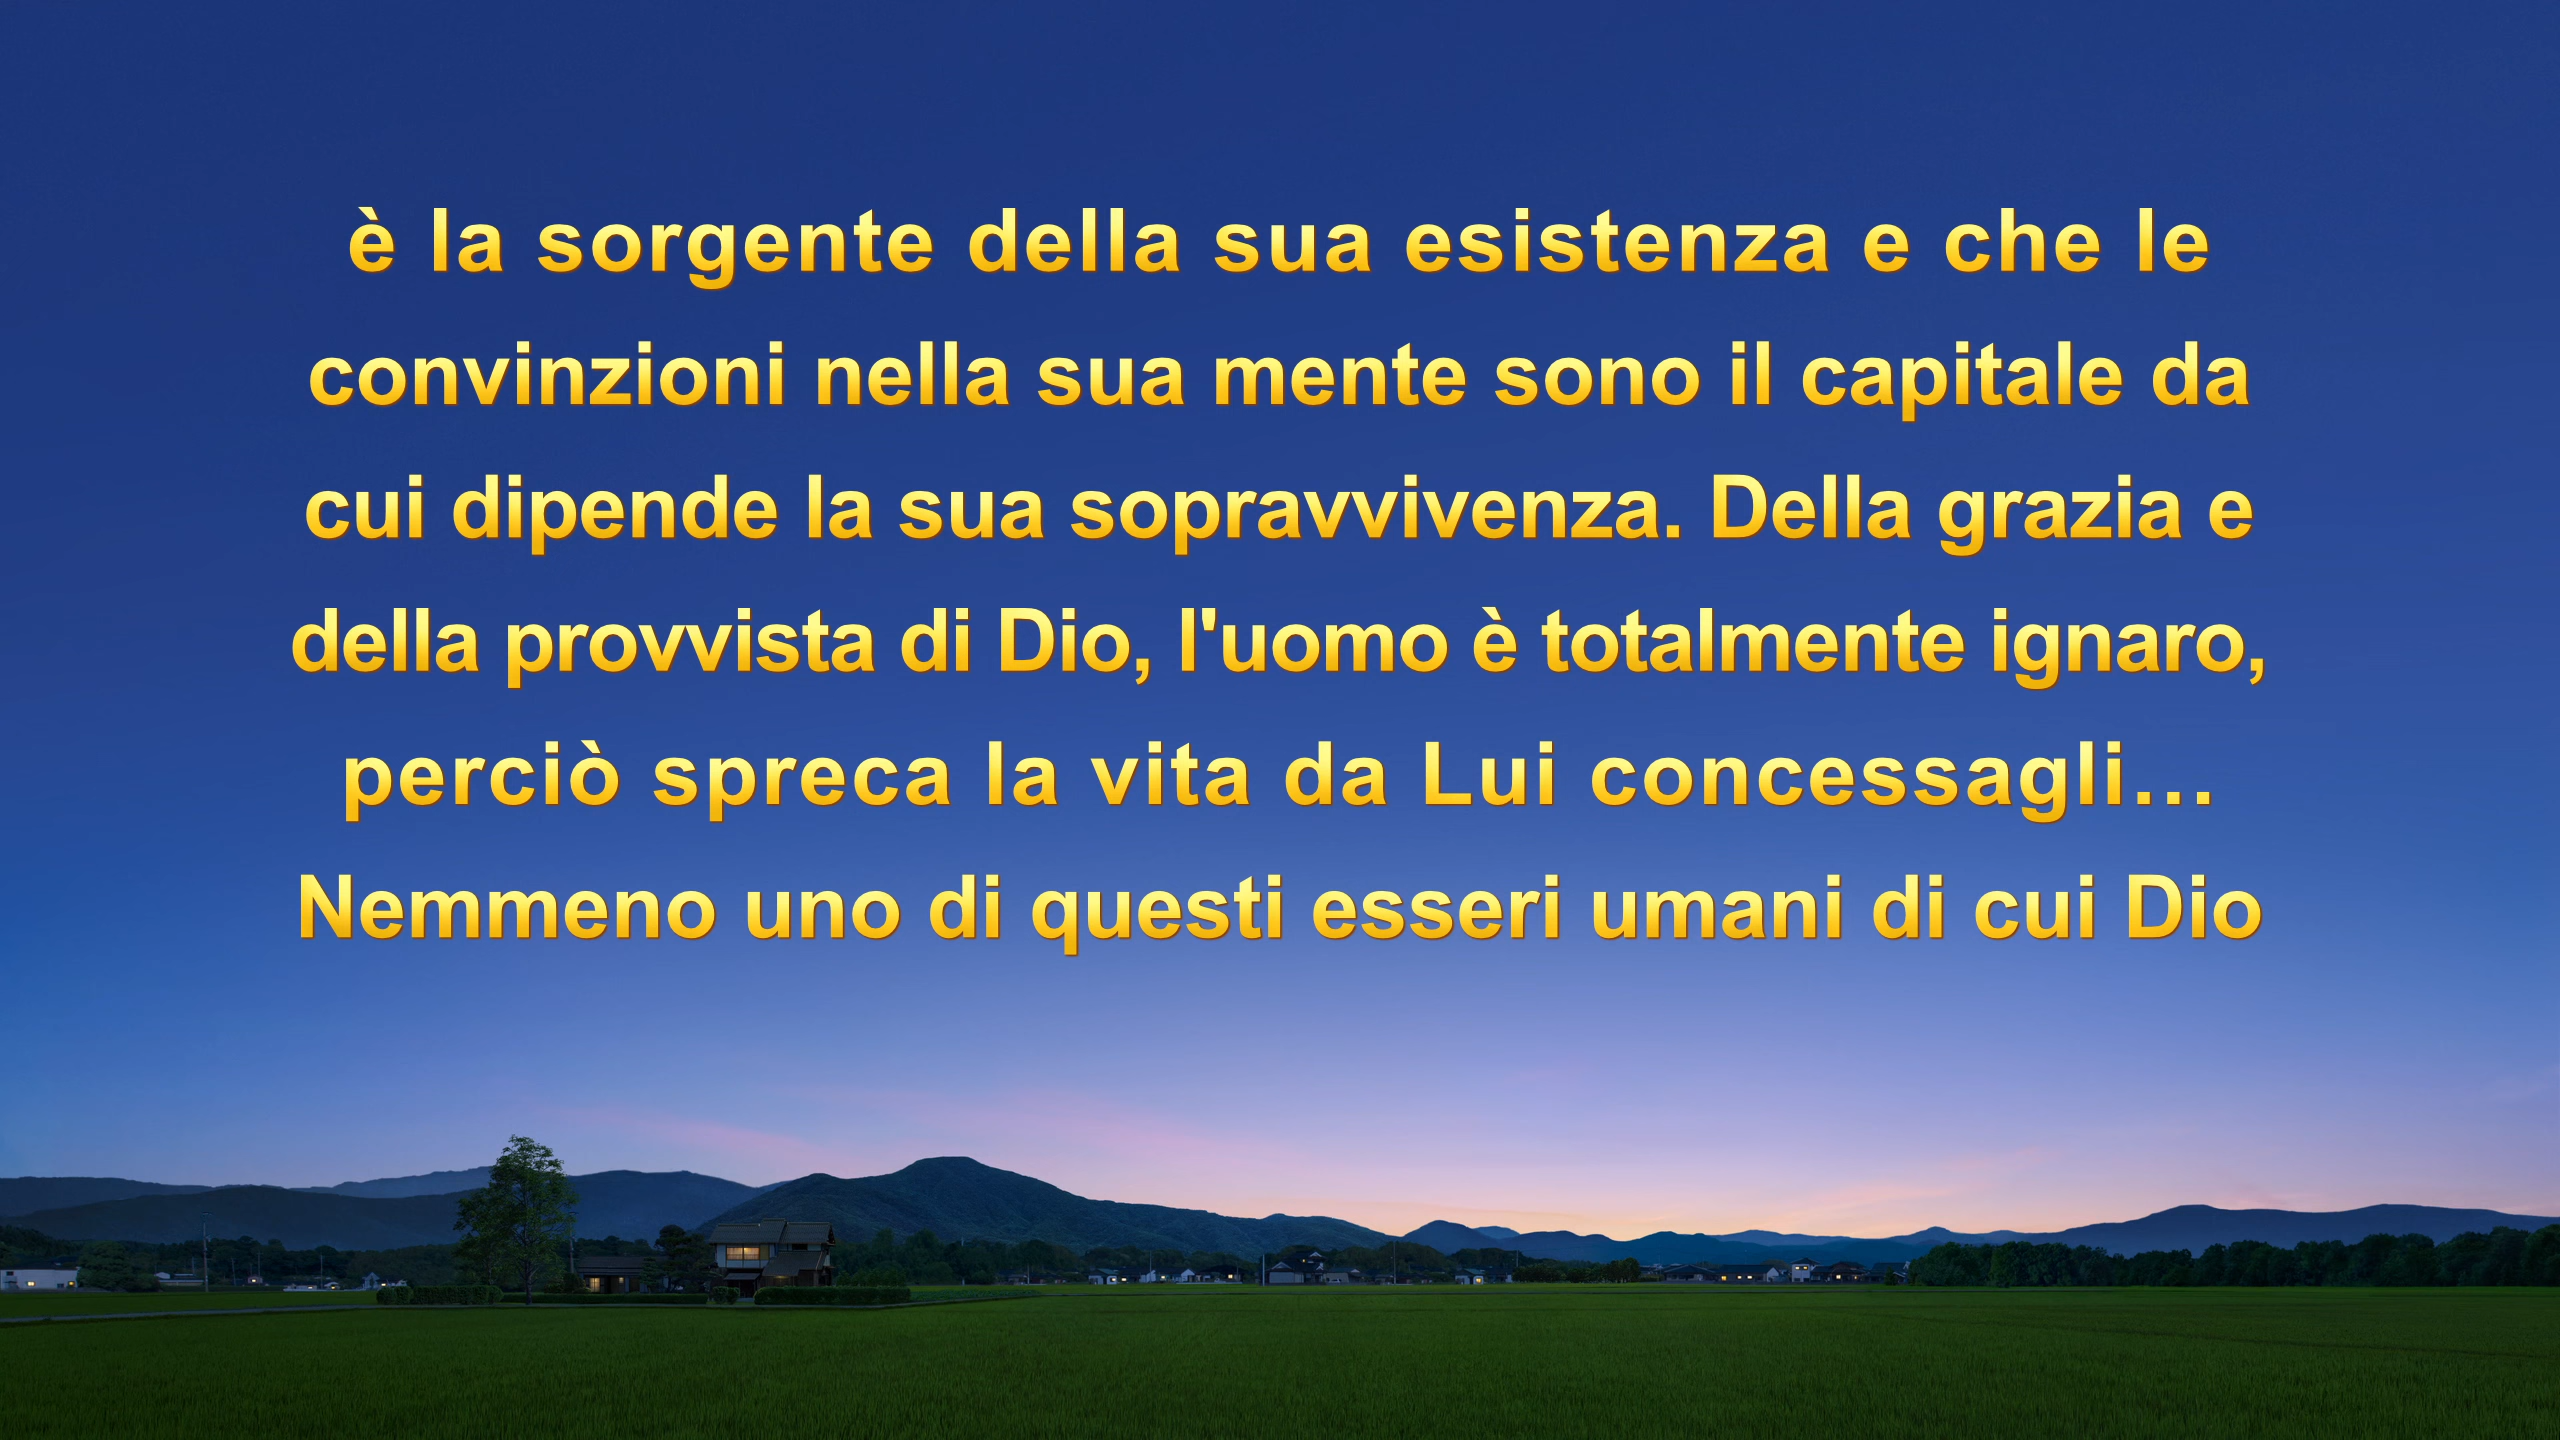 è la sorgente della sua esistenza e che le
convinzioni nella sua mente sono il capitale da
cui dipende la sua sopravvivenza. Della grazia e
della provvista di Dio, l'uomo è totalmente ignaro,
perciò spreca la vita da Lui concessagli…
Nemmeno uno di questi esseri umani di cui Dio